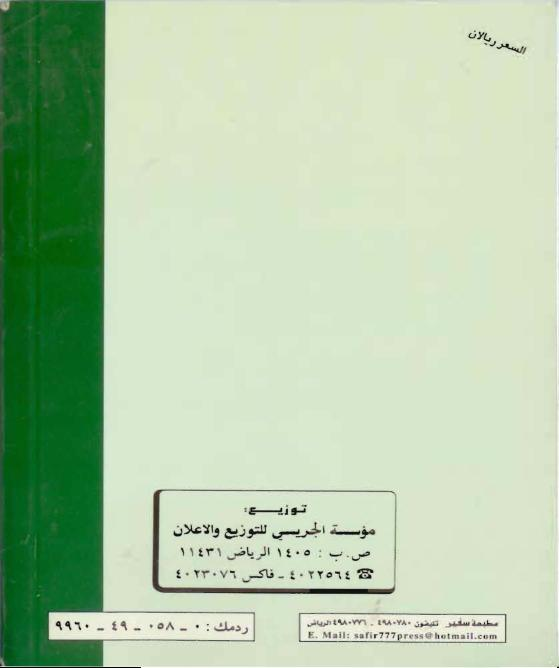 السعر ريالان
توزيــــع:
مؤسسة الجريسي للتوزيع والاعلان
ص. ب : ١٤٠٥ الرياض ١١٤٣١
☎ ٤٠٢٢٥٦٤ ـ فاكس ٤٠٢٣٠٧٦
ردمك : ٠ ـ ٠٥٨ ـ ٤٩ ـ ٩٩٦٠
مطبعة سفير تليفون ٤٩٨٠٧٨٠ ـ ٤٩٨٠٧٧٦ الرياض
E. Mail: safir777press@hotmail.com